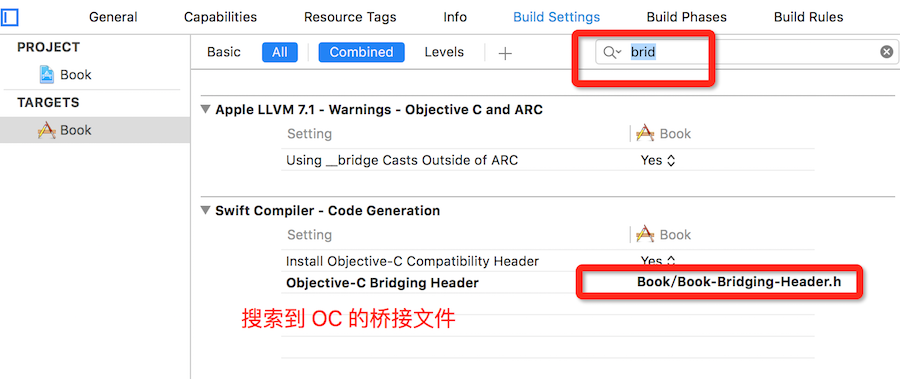 General Capabilities Resource Tags Info Build Settings Build Phases Build Rules
PROJECT
Book
TARGETS
Book
Basic All Combined Levels + brid
Apple LLVM 7.1 - Warnings - Objective C and ARC
Setting Book
Using __bridge Casts Outside of ARC Yes
Swift Compiler - Code Generation
Setting Book
Install Objective-C Compatibility Header Yes
Objective-C Bridging Header Book/Book-Bridging-Header.h
搜索到 OC 的桥接文件